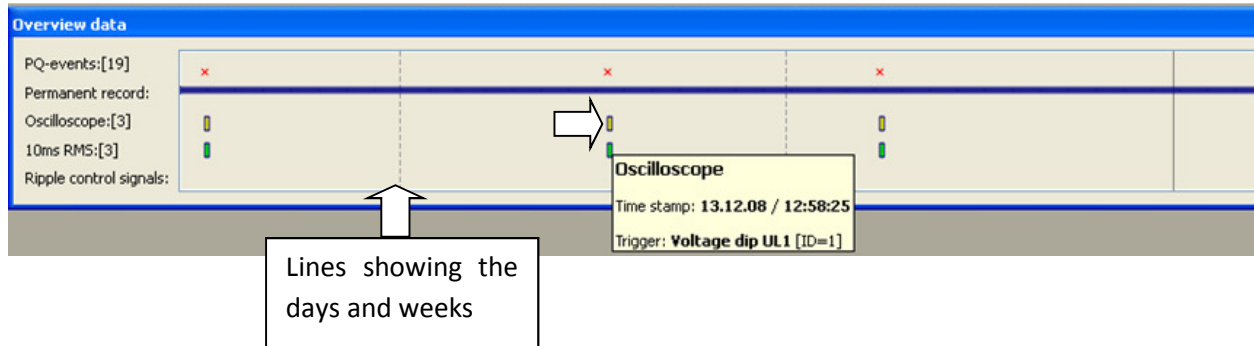 Overview data
PQ-events:[19]
Permanent record:
Oscilloscope:[3]
10ms RMS:[3]
Ripple control signals:
Oscilloscope
Time stamp: 13.12.08 / 12:58:25
Trigger: Voltage dip UL1 [ID=1]
Lines showing the
days and weeks